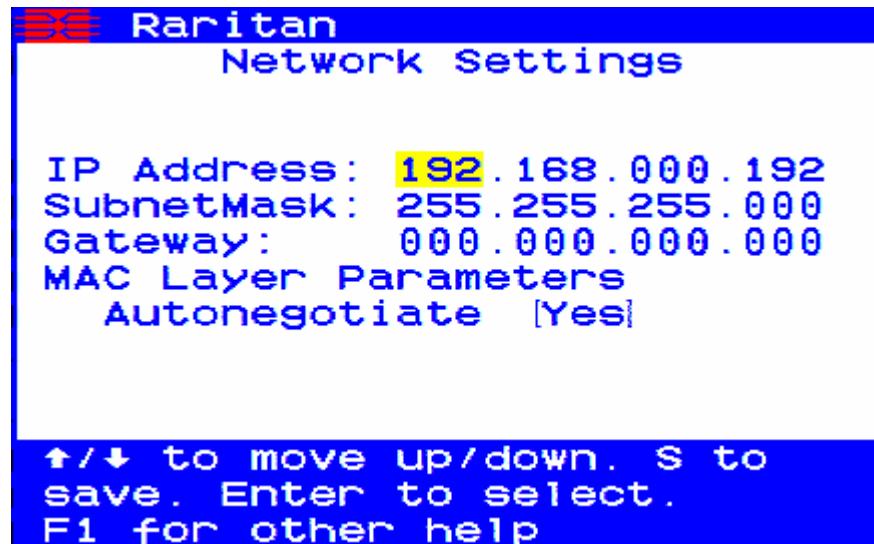 Raritan
Network Settings
IP Address: 192.168.000.192
SubnetMask: 255.255.255.000
Gateway: 000.000.000.000
MAC Layer Parameters
Autonegotiate [Yes]
↑/↓ to move up/down. S to
save. Enter to select.
F1 for other help